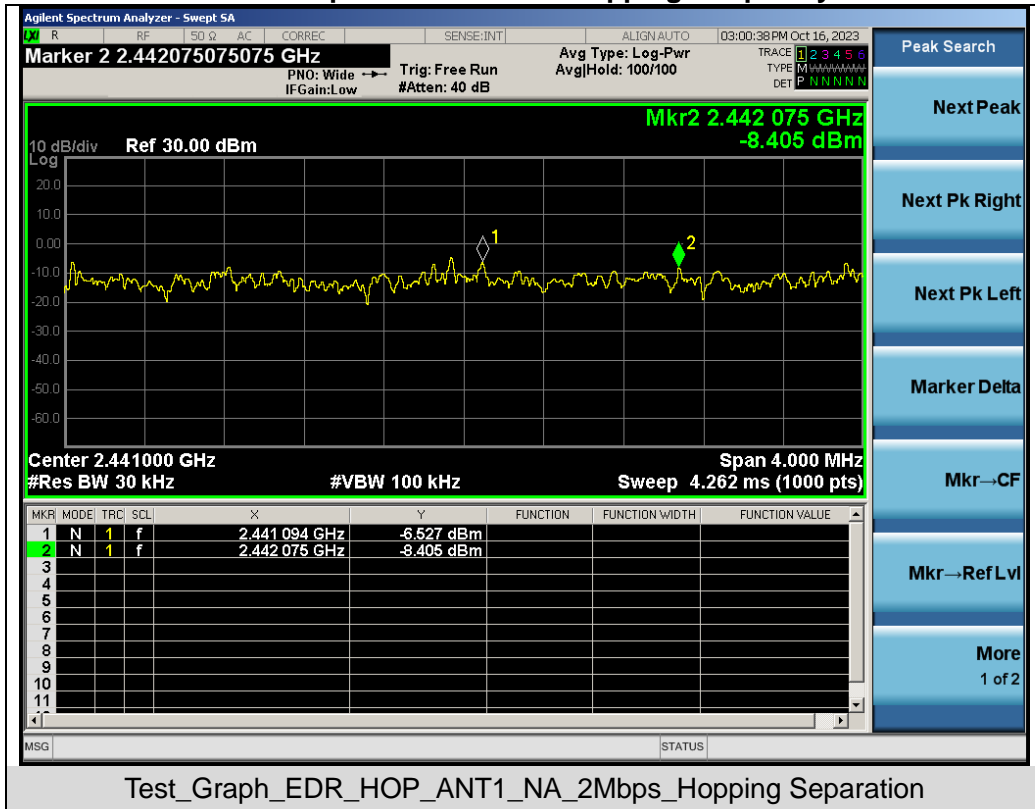 Agilent Spectrum Analyzer - Swept SA
LXI R RF 50 Ω AC CORREC SENSE:INT ALIGN AUTO 03:00:38 PM Oct 16, 2023
Marker 2 2.442075075075 GHz
PNO: Wide Trig: Free Run
IFGain:Low #Atten: 40 dB
Avg Type: Log-Pwr
Avg|Hold: 100/100
TRACE 1 2 3 4 5 6
TYPE M WWWWW
DET P N N N N N
Peak Search
Mkr2 2.442 075 GHz
-8.405 dBm
10 dB/div Ref 30.00 dBm
Log
20.0
10.0
0.00
-10.0
-20.0
-30.0
-40.0
-50.0
-60.0
1
2
Center 2.441000 GHz Span 4.000 MHz
#Res BW 30 kHz #VBW 100 kHz Sweep 4.262 ms (1000 pts)
MKR MODE TRC SCL X Y FUNCTION FUNCTION WIDTH FUNCTION VALUE
1 N 1 f 2.441 094 GHz -6.527 dBm
2 N 1 f 2.442 075 GHz -8.405 dBm
3
4
5
6
7
8
9
10
11
MSG STATUS
Next Peak
Next Pk Right
Next Pk Left
Marker Delta
Mkr→CF
Mkr→Ref Lvl
More
1 of 2
Test_Graph_EDR_HOP_ANT1_NA_2Mbps_Hopping Separation